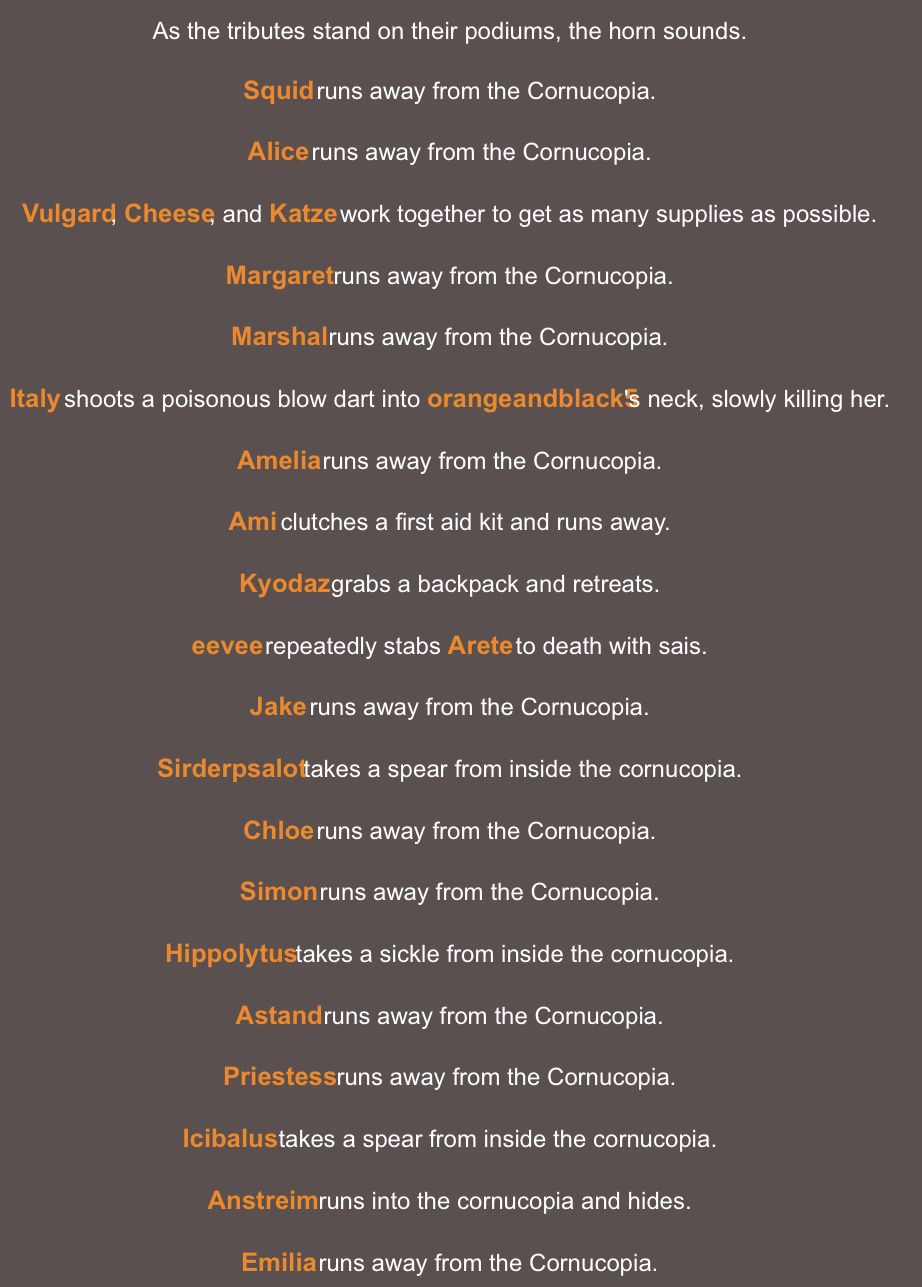 As the tributes stand on their podiums, the horn sounds.
Squid runs away from the Cornucopia.
Alice runs away from the Cornucopia.
Vulgard, Cheese, and Katze work together to get as many supplies as possible.
Margaret runs away from the Cornucopia.
Marshal runs away from the Cornucopia.
Italy shoots a poisonous blow dart into orangeandblack5's neck, slowly killing her.
Amelia runs away from the Cornucopia.
Ami clutches a first aid kit and runs away.
Kyodaz grabs a backpack and retreats.
eevee repeatedly stabs Arete to death with sais.
Jake runs away from the Cornucopia.
Sirderpsalot takes a spear from inside the cornucopia.
Chloe runs away from the Cornucopia.
Simon runs away from the Cornucopia.
Hippolytus takes a sickle from inside the cornucopia.
Astand runs away from the Cornucopia.
Priestess runs away from the Cornucopia.
Icibalus takes a spear from inside the cornucopia.
Anstreim runs into the cornucopia and hides.
Emilia runs away from the Cornucopia.